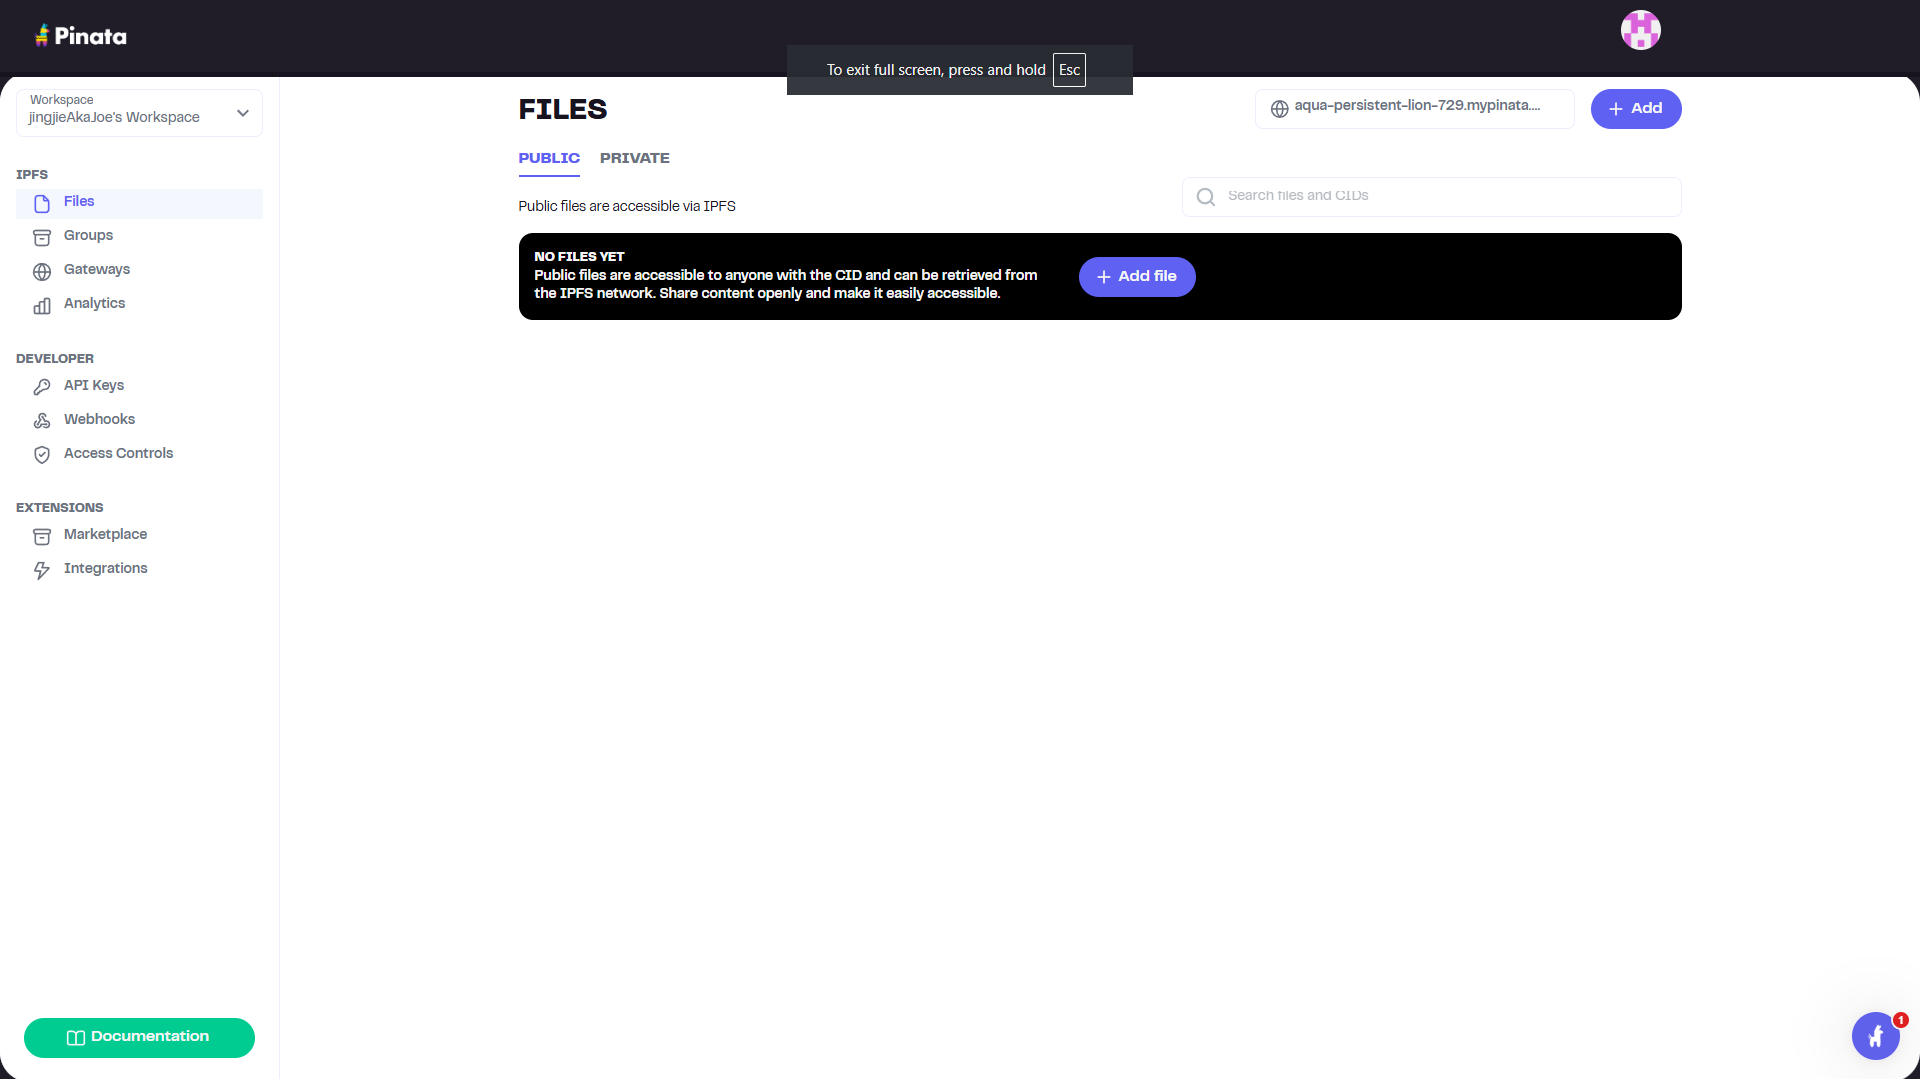 Pinata
To exit full screen, press and hold Esc
Workspace
jingjieAkaJoe's Workspace
IPFS
Files
Groups
Gateways
Analytics
DEVELOPER
API Keys
Webhooks
Access Controls
EXTENSIONS
Marketplace
Integrations
Documentation
FILES
aqua-persistent-lion-729.mypinata....
Add
PUBLIC
PRIVATE
Public files are accessible via IPFS
Search files and CIDs
NO FILES YET
Public files are accessible to anyone with the CID and can be retrieved from
the IPFS network. Share content openly and make it easily accessible.
Add file
1